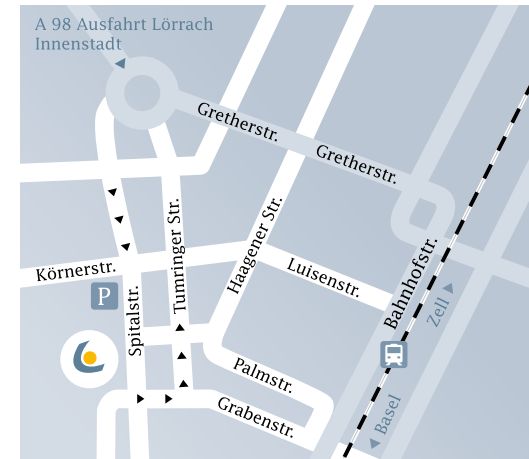 A 98 Ausfahrt Lörrach
Innenstadt
Gretherstr.
Gretherstr.
Haagener Str.
Tumringer Str.
Körnerstr.
Luisenstr.
Bahnhofstr.
P
Spitalstr.
Zell
Palmstr.
Grabenstr.
Basel